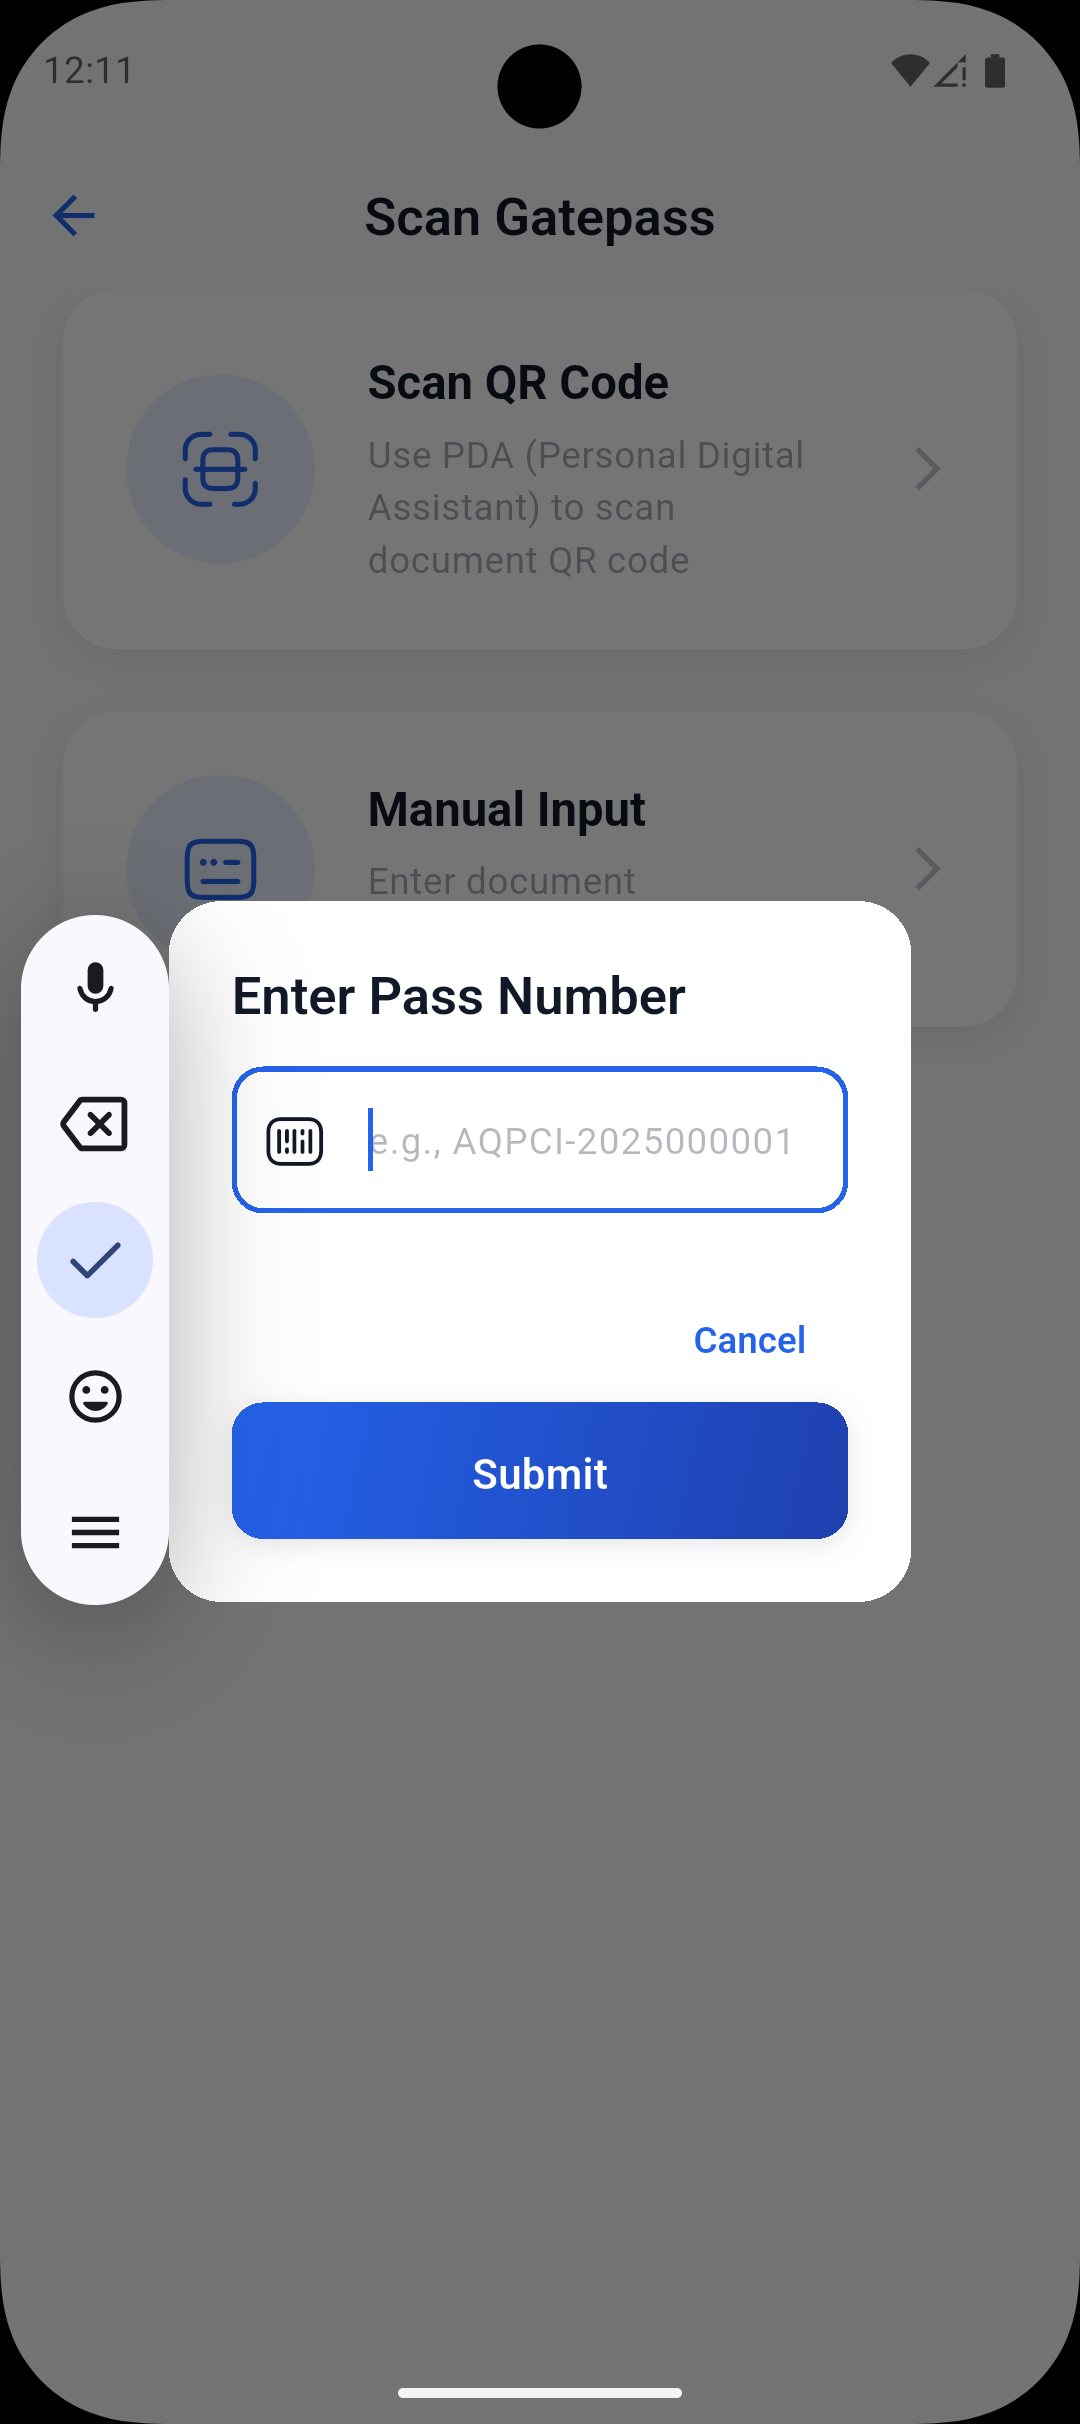 12:11
Scan Gatepass
Scan QR Code
Use PDA (Personal Digital
Assistant) to scan
document QR code
Manual Input
Enter document
Enter Pass Number
e.g., AQPCI-2025000001
Cancel
Submit